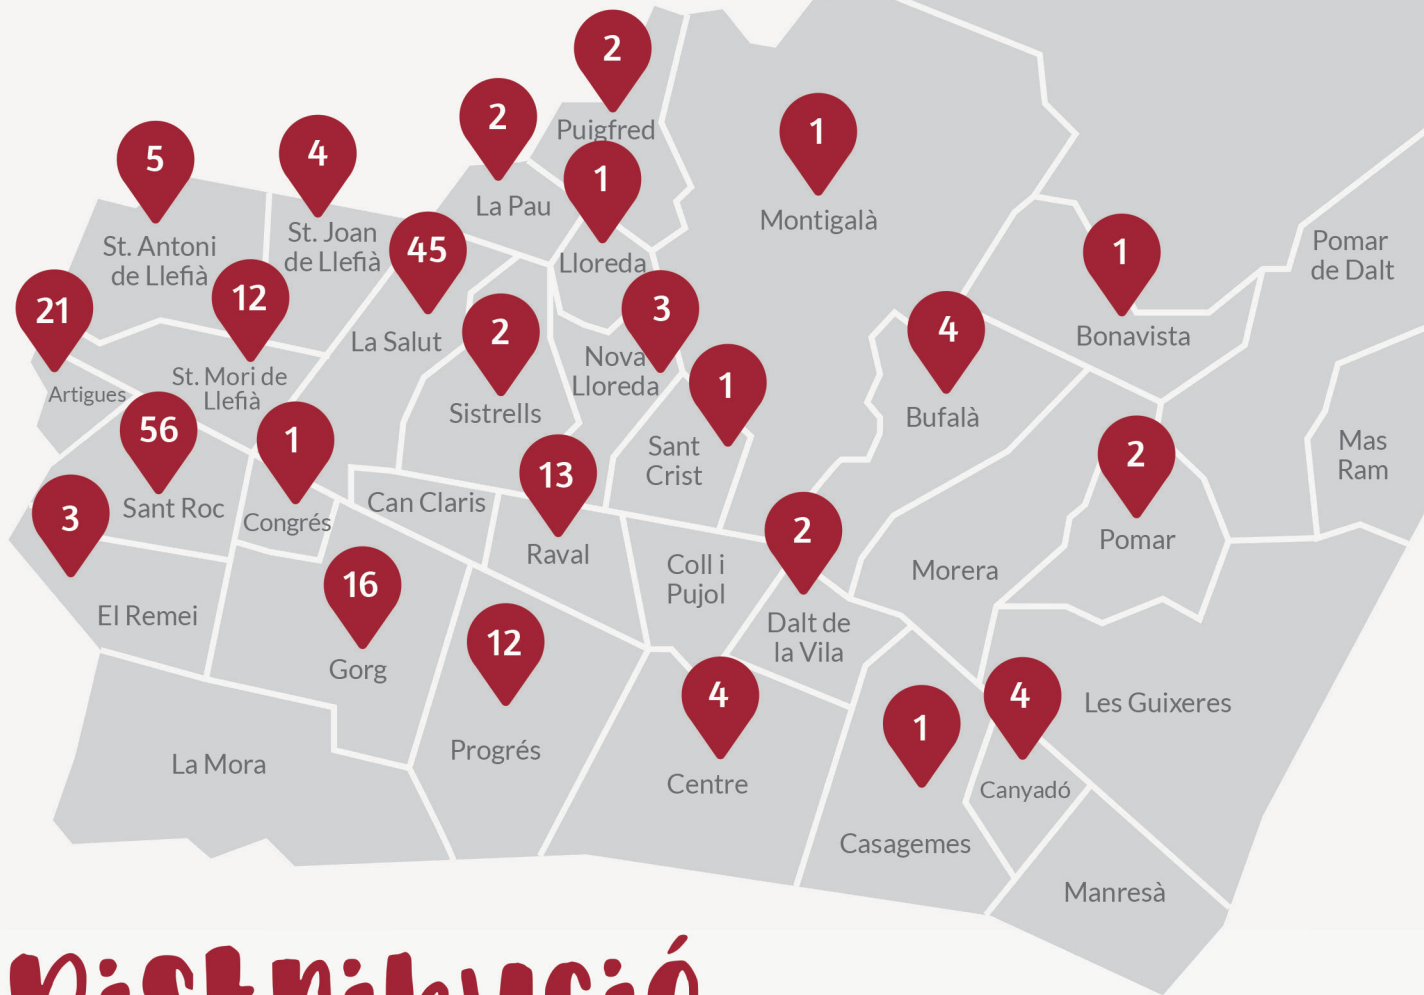 2
Puigfred
2
La Pau
1
Lloreda
1
Montigalà
5
St. Antoni
de Llefià
4
St. Joan
de Llefià
45
La Salut
1
Bonavista
Pomar
de Dalt
21
Artigues
12
St. Mori de
Llefià
2
Sistrells
3
Nova
Lloreda
1
Sant
Crist
4
Bufalà
Mas
Ram
56
Sant Roc
1
Congrés
Can Claris
13
Raval
Coll i
Pujol
2
Dalt de
la Vila
Morera
2
Pomar
3
El Remei
16
Gorg
12
Progrés
4
Centre
1
Casagemes
4
Canyadó
Les Guixeres
La Mora
Manresà
Distribució